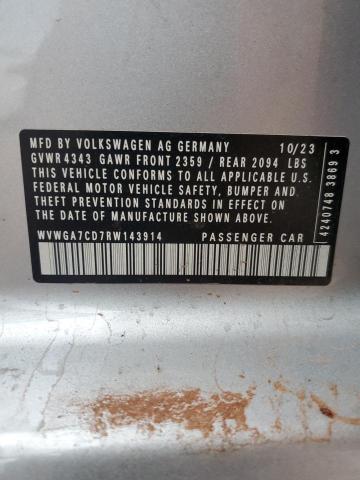 MFD BY VOLKSWAGEN AG GERMANY 10/23
GVWR 4343 GAWR FRONT 2359 / REAR 2094 LBS
THIS VEHICLE CONFORMS TO ALL APPLICABLE
FEDERAL MOTOR VEHICLE SAFETY, BUMPER AND
THEFT PREVENTION STANDARDS IN EFFECT ON
THE DATE OF MANUFACTURE SHOWN ABOVE
WVWGA7CD7RW143914 PASSENGER CAR
4240748 3869 3